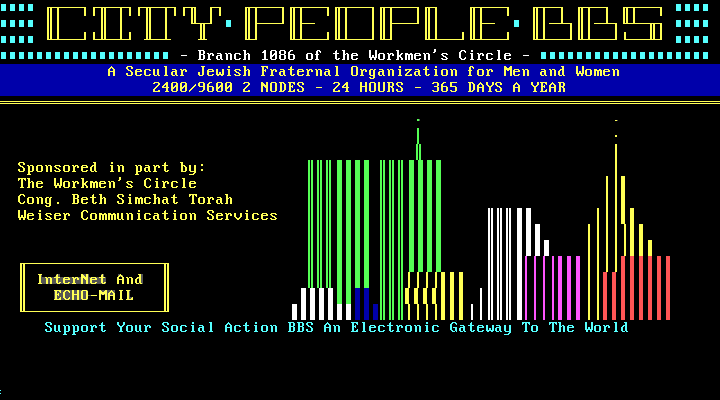 CITY·PEOPLE·BBS
- Branch 1086 of the Workmen's Circle -
A Secular Jewish Fraternal Organization for Men and Women
2400/9600 2 NODES - 24 HOURS - 365 DAYS A YEAR
Sponsored in part by:
The Workmen's Circle
Cong. Beth Simchat Torah
Weiser Communication Services
InterNet And
ECHO-MAIL
Support Your Social Action BBS An Electronic Gateway To The World